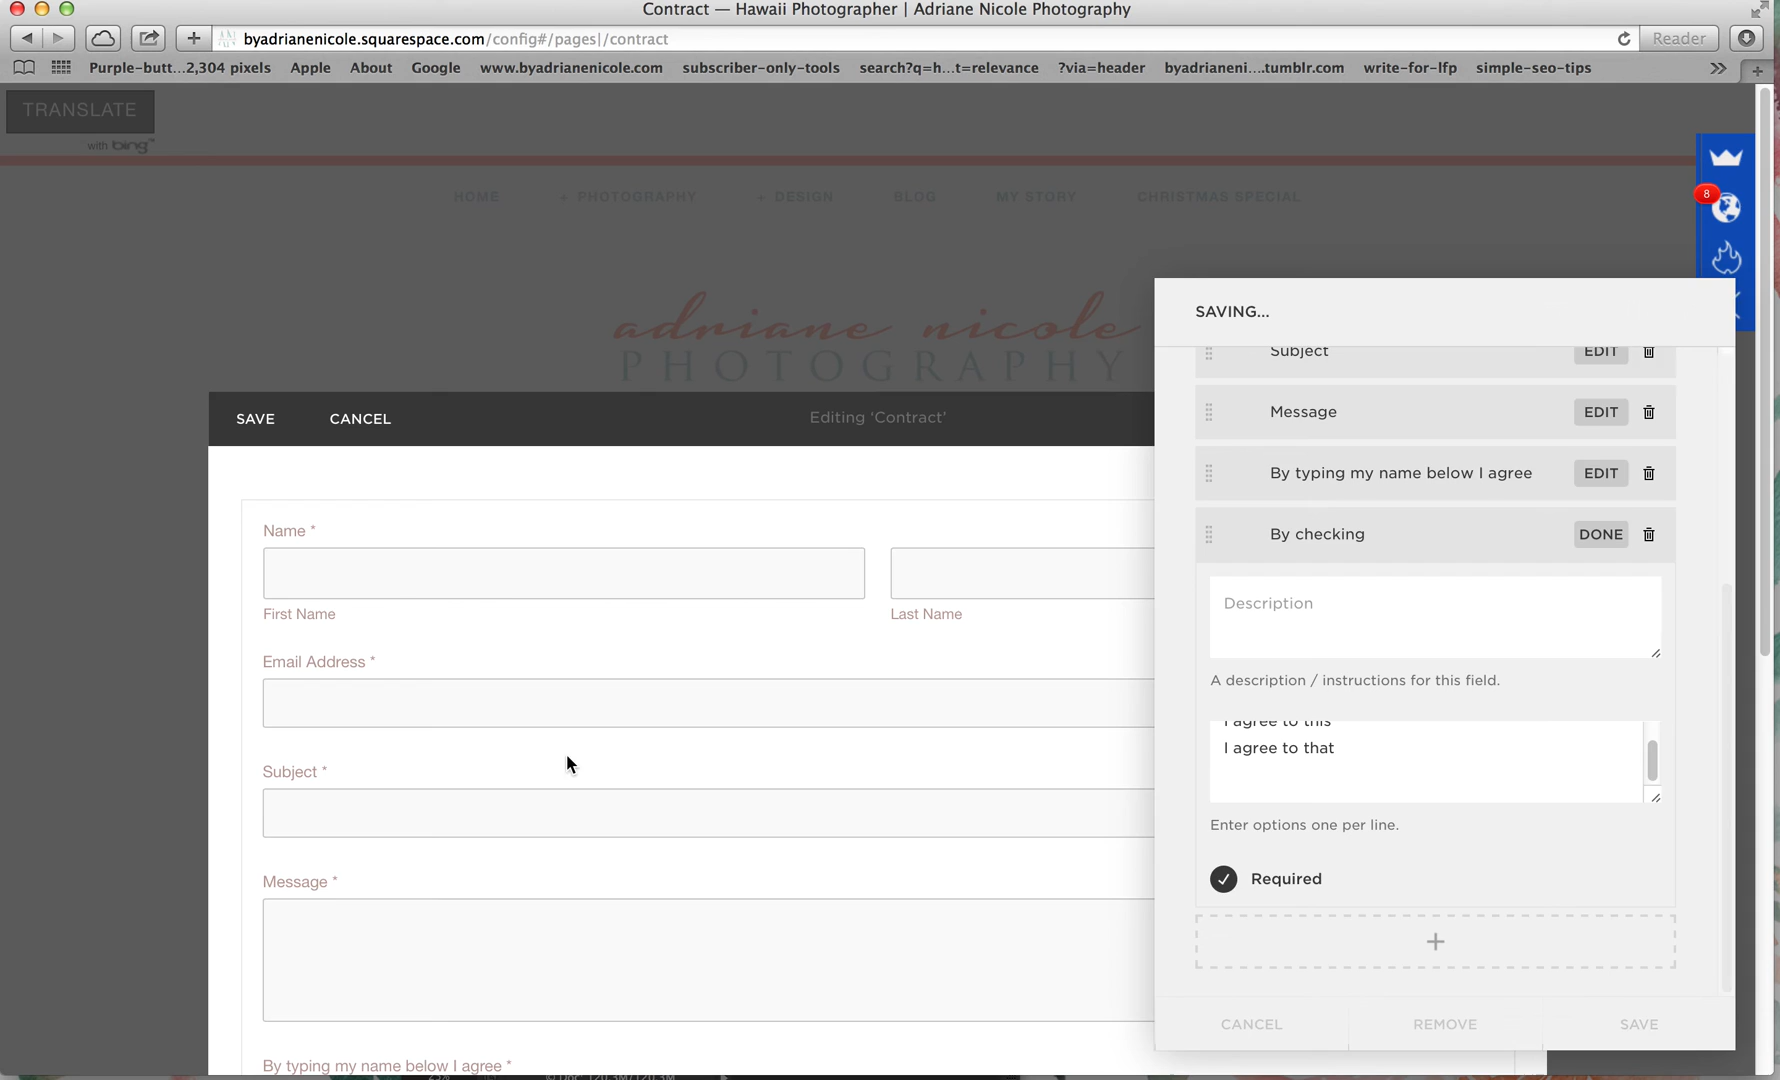 Contract — Hawaii Photographer | Adriane Nicole Photography
byadrianenicole.squarespace.com/config#/pages|/contract
Reader
Purple-butt...2,304 pixels Apple About Google www.byadrianenicole.com subscriber-only-tools search?q=h...t=relevance ?via=header byadrianeni....tumblr.com write-for-lfp simple-seo-tips
TRANSLATE
with bing™
HOME + PHOTOGRAPHY + DESIGN BLOG MY STORY CHRISTMAS SPECIAL
8
adriane nicole
PHOTOGRAPHY
SAVING...
Subject EDIT
SAVE CANCEL Editing 'Contract'
Message EDIT
By typing my name below I agree EDIT
By checking DONE
Name *
First Name Last Name
Description
Email Address *
A description / instructions for this field.
I agree to this
I agree to that
Subject *
Enter options one per line.
Required
Message *
+
CANCEL REMOVE SAVE
By typing my name below I agree *